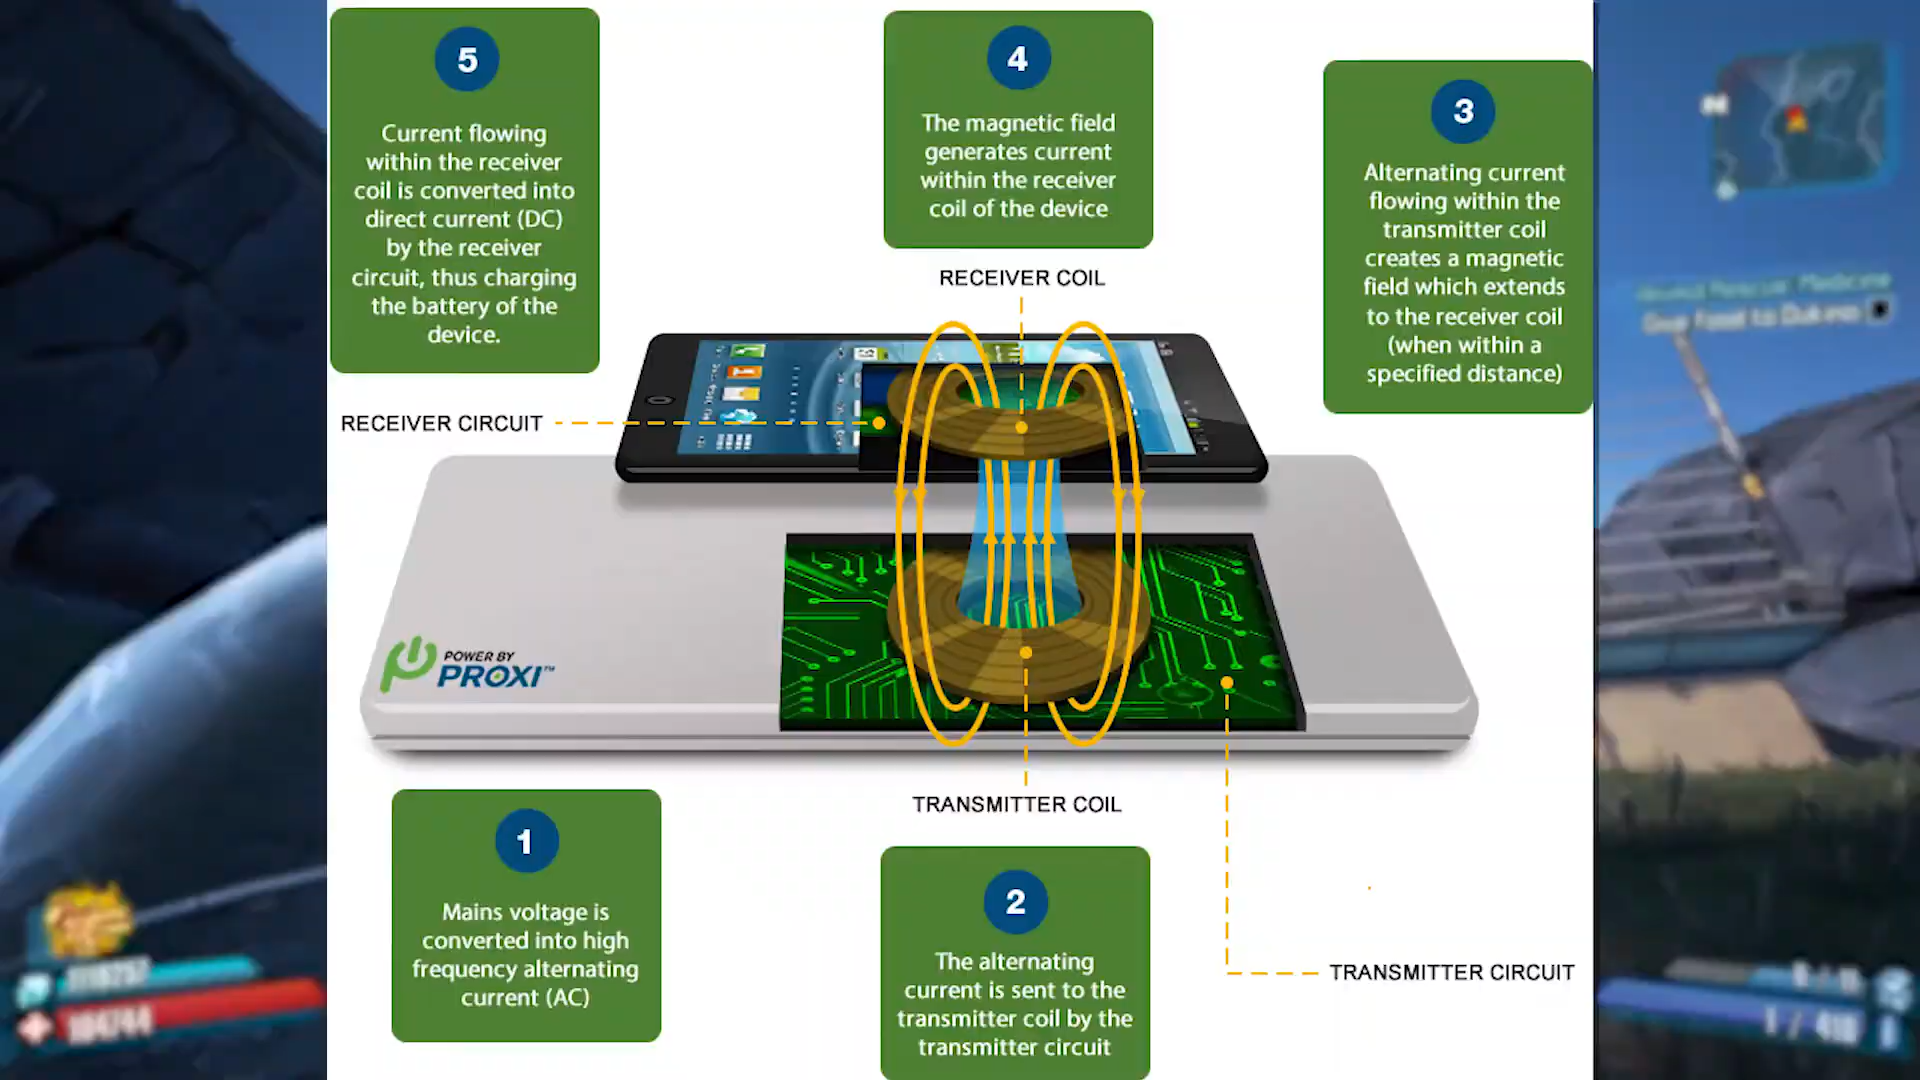 5
Current flowing
within the receiver
coil is converted into
direct current (DC)
by the receiver
circuit, thus charging
the battery of the
device.
4
The magnetic field
generates current
within the receiver
coil of the device
3
Alternating current
flowing within the
transmitter coil
creates a magnetic
field which extends
to the receiver coil
(when within a
specified distance)
RECEIVER COIL
RECEIVER CIRCUIT
POWER BY
PROXI™
TRANSMITTER COIL
1
Mains voltage is
converted into high
frequency alternating
current (AC)
2
The alternating
current is sent to the
transmitter coil by the
transmitter circuit
TRANSMITTER CIRCUIT
N